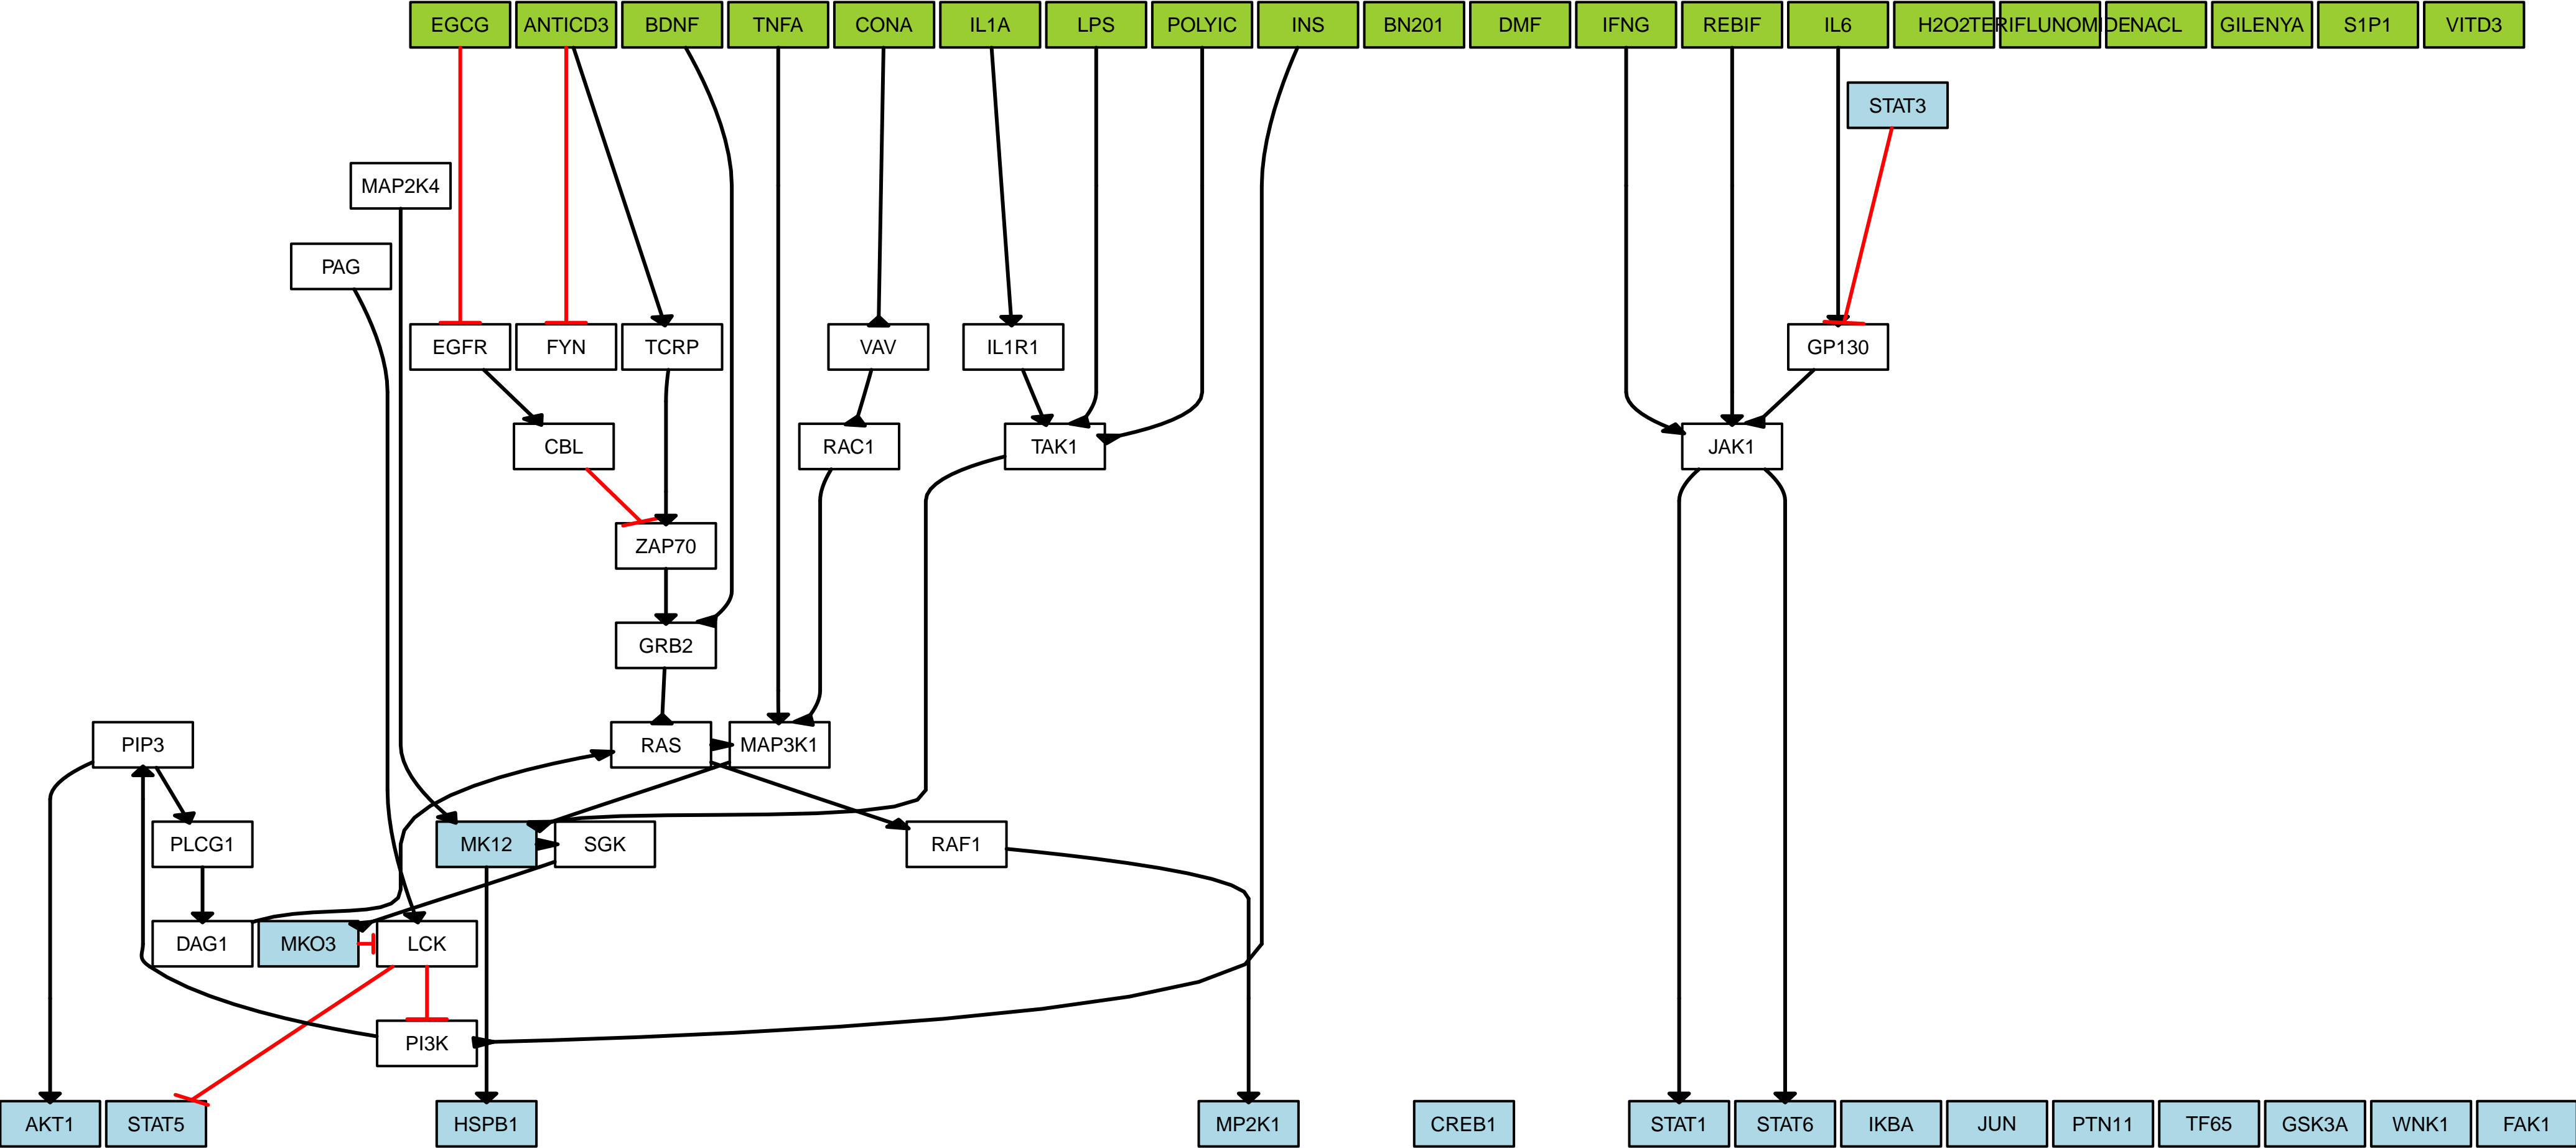 EGCG
ANTICD3
BDNF
TNFA
CONA
IL1A
LPS
POLYIC
INS
BN201
DMF
IFNG
REBIF
IL6
H2O2
TERIFLUNOMIDE
NACL
GILENYA
S1P1
VITD3
STAT3
MAP2K4
PAG
EGFR
FYN
TCRP
VAV
IL1R1
GP130
CBL
RAC1
TAK1
JAK1
ZAP70
GRB2
PIP3
RAS
MAP3K1
PLCG1
MK12
SGK
RAF1
DAG1
MKO3
LCK
PI3K
AKT1
STAT5
HSPB1
MP2K1
CREB1
STAT1
STAT6
IKBA
JUN
PTN11
TF65
GSK3A
WNK1
FAK1